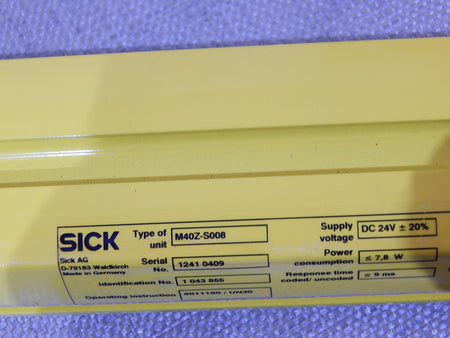 SICK
Sick AG
D-79183 Waldkirch
Made in Germany
Type of unit M40Z-S008
Serial No. 1241 0409
Identification No. 1 043 855
Operating instruction 8011190 / UN30
Supply voltage DC 24V ± 20%
Power consumption ≤ 7,8 W
Response time coded/ uncoded ≤ 9 ms